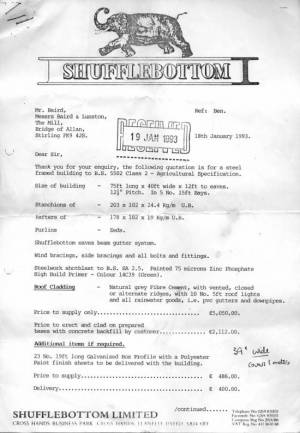 SHUFFLEBOTTOM
Mr. Baird,
Messrs Baird & Lumston,
The Mill,
Bridge of Allan,
Stirling FK9 4JB.
Ref: Den.
RECEIVED
19 JAN 1993
18th January 1993.
Dear Sir,
Thank you for your enquiry, the following quotation is for a steel
framed building to B.S. 5502 Class 2 - Agricultural Specification.
Size of building - 75ft long x 40ft wide x 12ft to eaves.
12½° Pitch. In 5 No. 15ft Bays.
Stanchions of - 203 x 102 x
Rafters of - 178 x 102 x 19 Kg/m U.B.
Purlins - Zeds.
Shufflebottom eaves beam gutter system.
Wind bracings, side bracings and all bolts and fittings.
Steelwork shotblast to B.S. SA 2.5. Painted 75 microns Zinc Phosphate
High Build Primer - Colour 14C39 (Green).
Roof Cladding - Natural grey Fibre Cement, with vented, closed
or alternate ridges, with 10 No. 5ft roof lights
and all rainwater goods, i.e. pvc gutters and downpipes.
Price to supply only £5,050.00.
Price to erect and clad on prepared
bases with concrete backfill by customer £2,112.00.
Additional items if required.
23 No. 19ft long Galvanised Box Profile with a Polyester
Paint finish sheets to be delivered with the building.
39" wide
Price to supply £ 486.00.
Delivery £ 400.00.
/continued
SHUFFLEBOTTOM LIMITED
CROSS HANDS BUSINESS PARK CROSS HANDS LLANELLI DYFED SA14 6RE